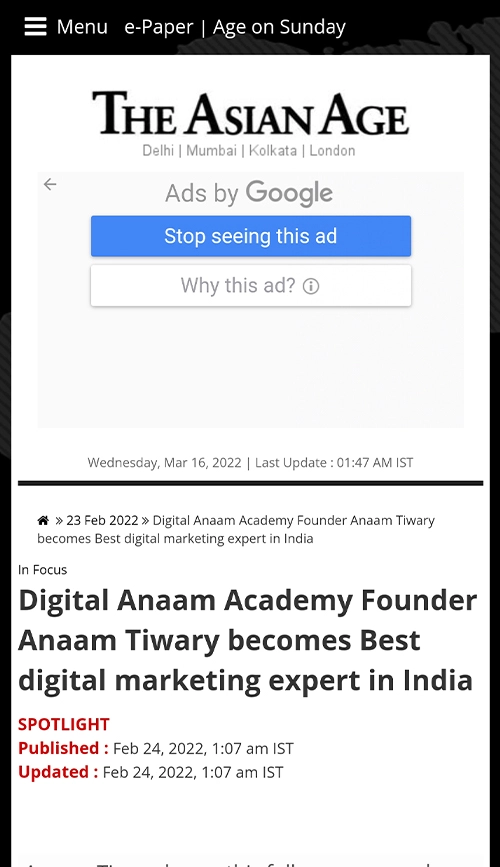 Menu e-Paper | Age on Sunday
THE ASIAN AGE
Delhi | Mumbai | Kolkata | London
Ads by Google
Stop seeing this ad
Why this ad?
Wednesday, Mar 16, 2022 | Last Update : 01:47 AM IST
» 23 Feb 2022 » Digital Anaam Academy Founder Anaam Tiwary
becomes Best digital marketing expert in India
In Focus
Digital Anaam Academy Founder
Anaam Tiwary becomes Best
digital marketing expert in India
SPOTLIGHT
Published : Feb 24, 2022, 1:07 am IST
Updated : Feb 24, 2022, 1:07 am IST